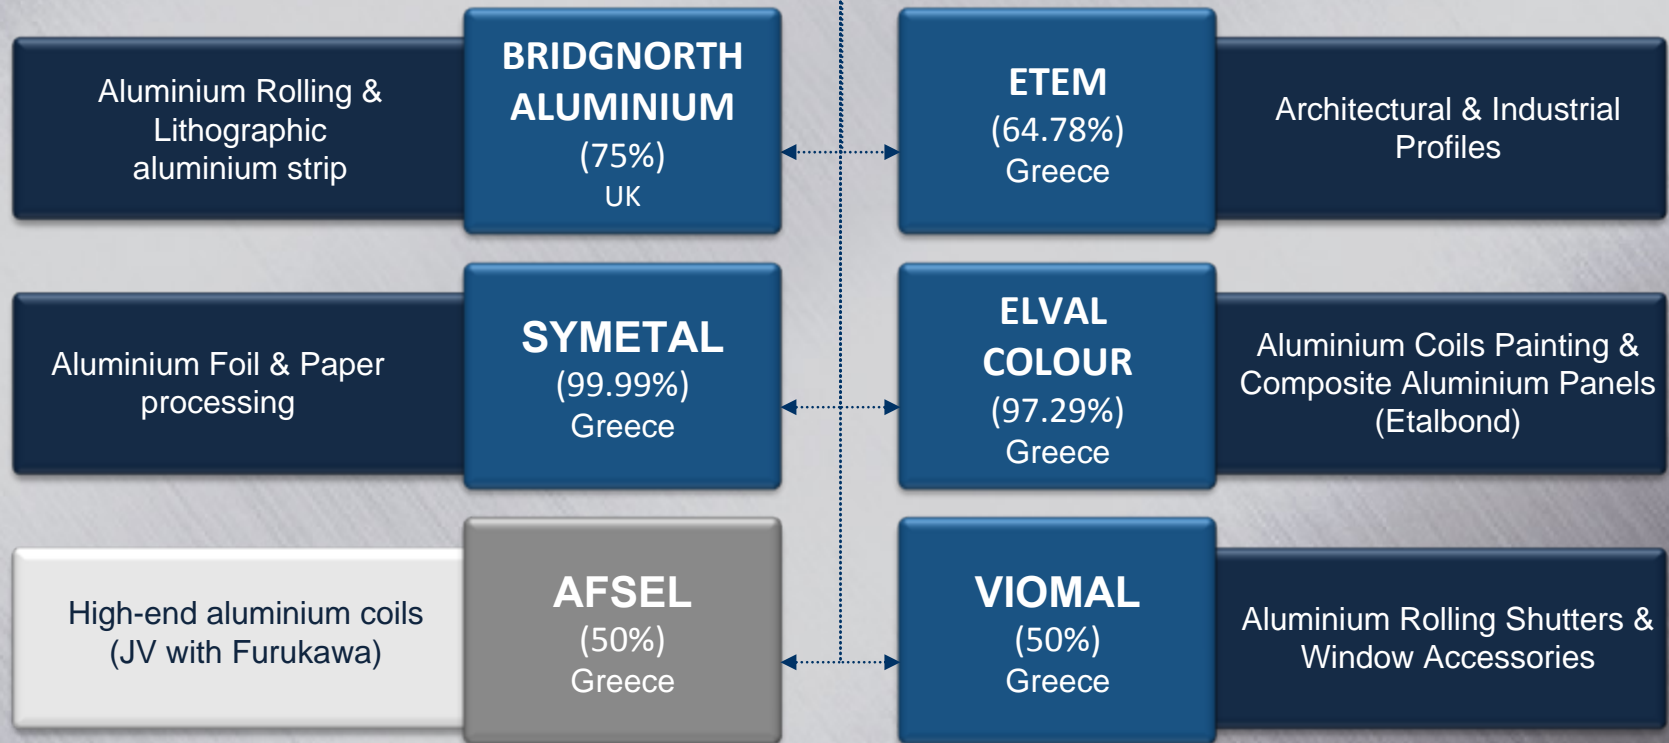 Aluminium Rolling &
Lithographic
aluminium strip
BRIDGNORTH
ALUMINIUM
(75%)
UK
ETEM
(64.78%)
Greece
Architectural & Industrial
Profiles
Aluminium Foil & Paper
processing
SYMETAL
(99.99%)
Greece
ELVAL
COLOUR
(97.29%)
Greece
Aluminium Coils Painting &
Composite Aluminium Panels
(Etalbond)
High-end aluminium coils
(JV with Furukawa)
AFSEL
(50%)
Greece
VIOMAL
(50%)
Greece
Aluminium Rolling Shutters &
Window Accessories